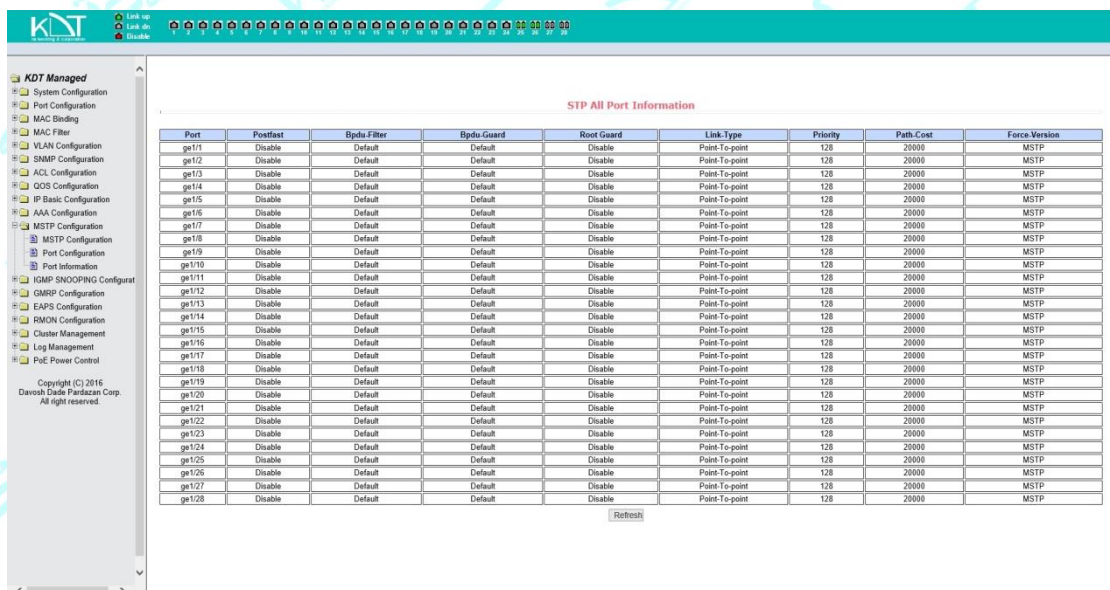 KDT
Link up
Link dn
Disable
1 2 3 4 5 6 7 8 9 10 11 12 13 14 15 16 17 18 19 20 21 22 23 24 25 26 27 28
KDT Managed
System Configuration
Port Configuration
MAC Binding
MAC Filter
VLAN Configuration
SNMP Configuration
ACL Configuration
QOS Configuration
IP Basic Configuration
AAA Configuration
MSTP Configuration
MSTP Configuration
Port Configuration
Port Information
IGMP SNOOPING Configurat
GMRP Configuration
EAPS Configuration
RMON Configuration
Cluster Management
Log Management
PoE Power Control
Copyright (C) 2016
Davosh Dade Pardazan Corp.
All right reserved.
STP All Port Information
Port Postfast Bpdu-Filter Bpdu-Guard Root Guard Link-Type Priority Path-Cost Force-Version
ge1/1 Disable Default Default Disable Point-To-point 128 20000 MSTP
ge1/2 Disable Default Default Disable Point-To-point 128 20000 MSTP
ge1/3 Disable Default Default Disable Point-To-point 128 20000 MSTP
ge1/4 Disable Default Default Disable Point-To-point 128 20000 MSTP
ge1/5 Disable Default Default Disable Point-To-point 128 20000 MSTP
ge1/6 Disable Default Default Disable Point-To-point 128 20000 MSTP
ge1/7 Disable Default Default Disable Point-To-point 128 20000 MSTP
ge1/8 Disable Default Default Disable Point-To-point 128 20000 MSTP
ge1/9 Disable Default Default Disable Point-To-point 128 20000 MSTP
ge1/10 Disable Default Default Disable Point-To-point 128 20000 MSTP
ge1/11 Disable Default Default Disable Point-To-point 128 20000 MSTP
ge1/12 Disable Default Default Disable Point-To-point 128 20000 MSTP
ge1/13 Disable Default Default Disable Point-To-point 128 20000 MSTP
ge1/14 Disable Default Default Disable Point-To-point 128 20000 MSTP
ge1/15 Disable Default Default Disable Point-To-point 128 20000 MSTP
ge1/16 Disable Default Default Disable Point-To-point 128 20000 MSTP
ge1/17 Disable Default Default Disable Point-To-point 128 20000 MSTP
ge1/18 Disable Default Default Disable Point-To-point 128 20000 MSTP
ge1/19 Disable Default Default Disable Point-To-point 128 20000 MSTP
ge1/20 Disable Default Default Disable Point-To-point 128 20000 MSTP
ge1/21 Disable Default Default Disable Point-To-point 128 20000 MSTP
ge1/22 Disable Default Default Disable Point-To-point 128 20000 MSTP
ge1/23 Disable Default Default Disable Point-To-point 128 20000 MSTP
ge1/24 Disable Default Default Disable Point-To-point 128 20000 MSTP
ge1/25 Disable Default Default Disable Point-To-point 128 20000 MSTP
ge1/26 Disable Default Default Disable Point-To-point 128 20000 MSTP
ge1/27 Disable Default Default Disable Point-To-point 128 20000 MSTP
ge1/28 Disable Default Default Disable Point-To-point 128 20000 MSTP
Refresh